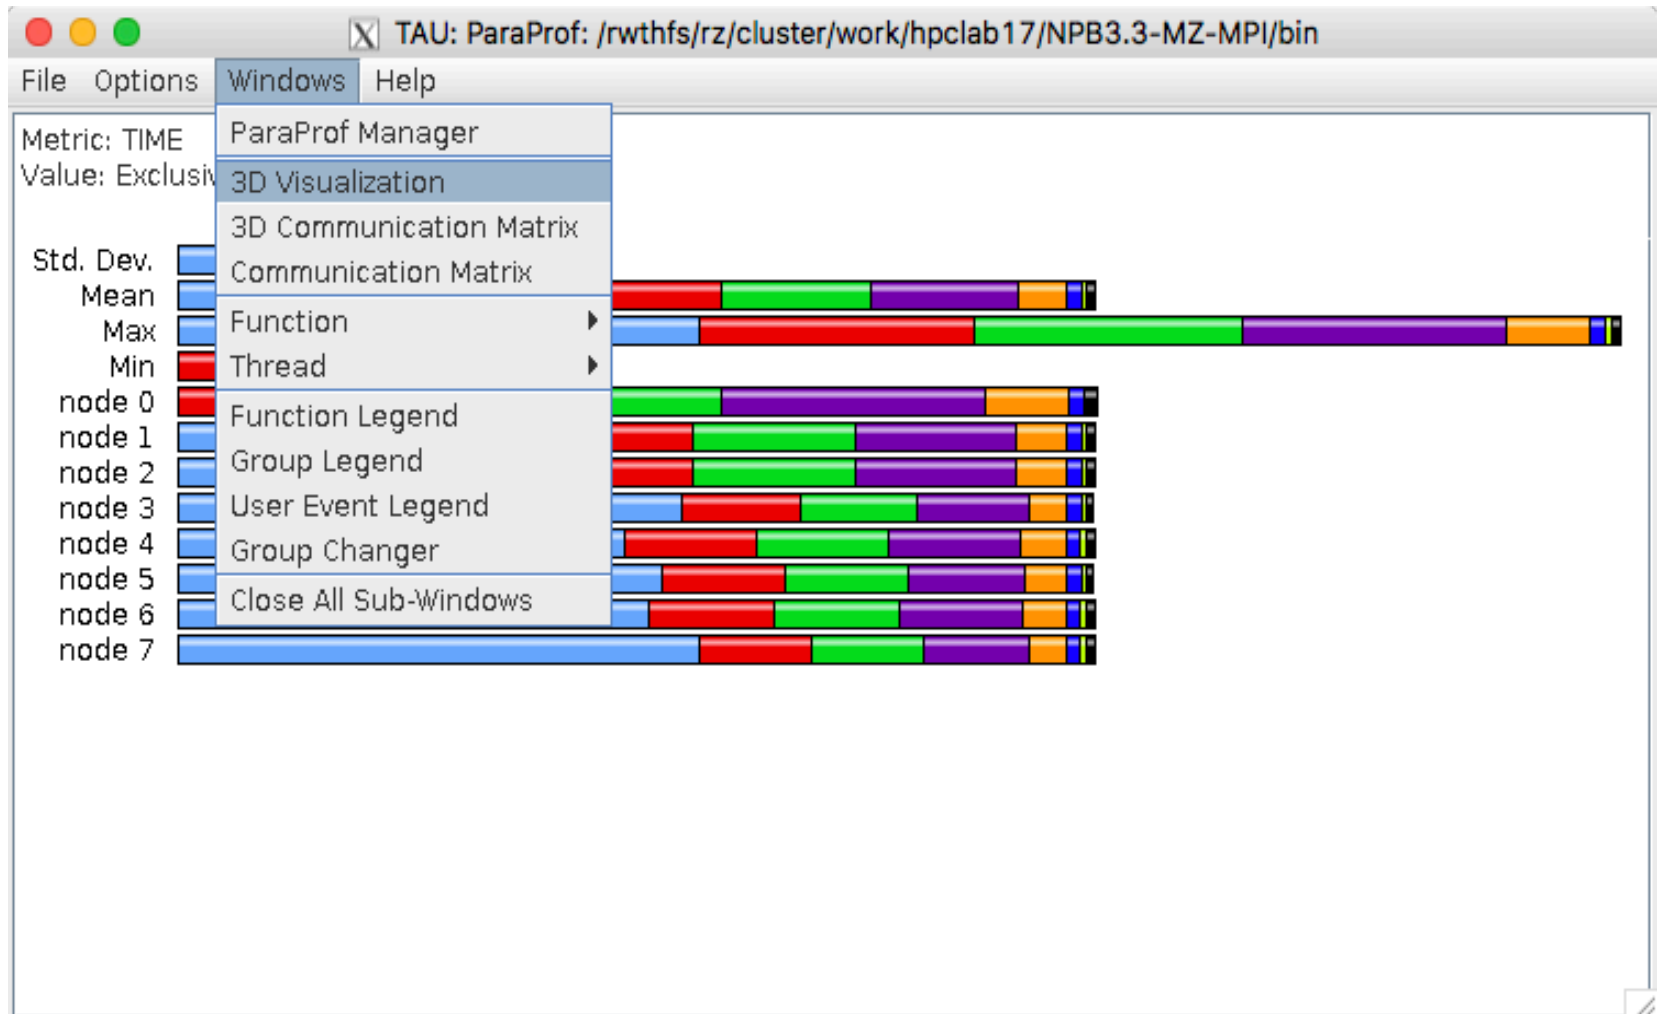 TAU: ParaProf: /rwthfs/rz/cluster/work/hpclab17/NPB3.3-MZ-MPI/bin
File Options Windows Help
Metric: TIME
Value:
ParaProf Manager
3D Visualization
3D Communication Matrix
Communication Matrix
Function
Thread
Function Legend
Group Legend
User Event Legend
Group Changer
Close All Sub-Windows
Std. Dev.
Mean
Max
Min
node 0
node 1
node 2
node 3
node 4
node 5
node 6
node 7